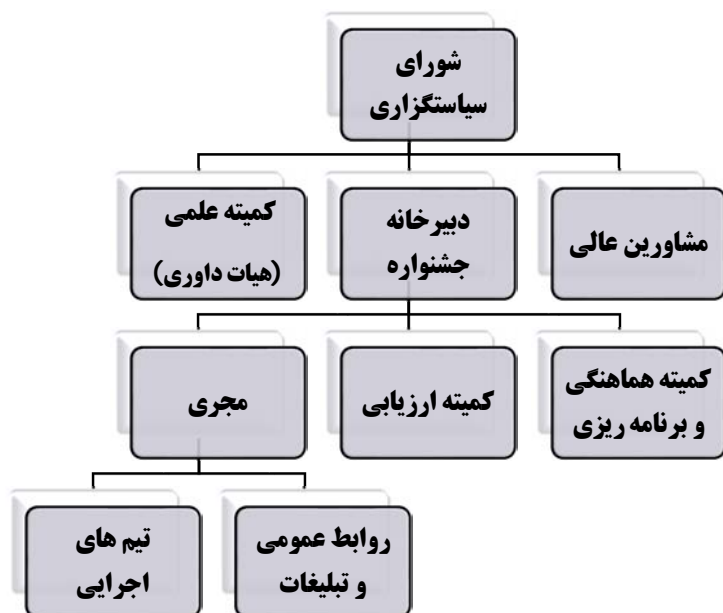 شورای
سیاستگزاری
مشاورین عالی
دبیرخانه
جشنواره
کمیته علمی
(هیات داوری)
کمیته هماهنگی
و برنامه ریزی
کمیته ارزیابی
مجری
روابط عمومی
و تبلیغات
تیم های
اجرایی